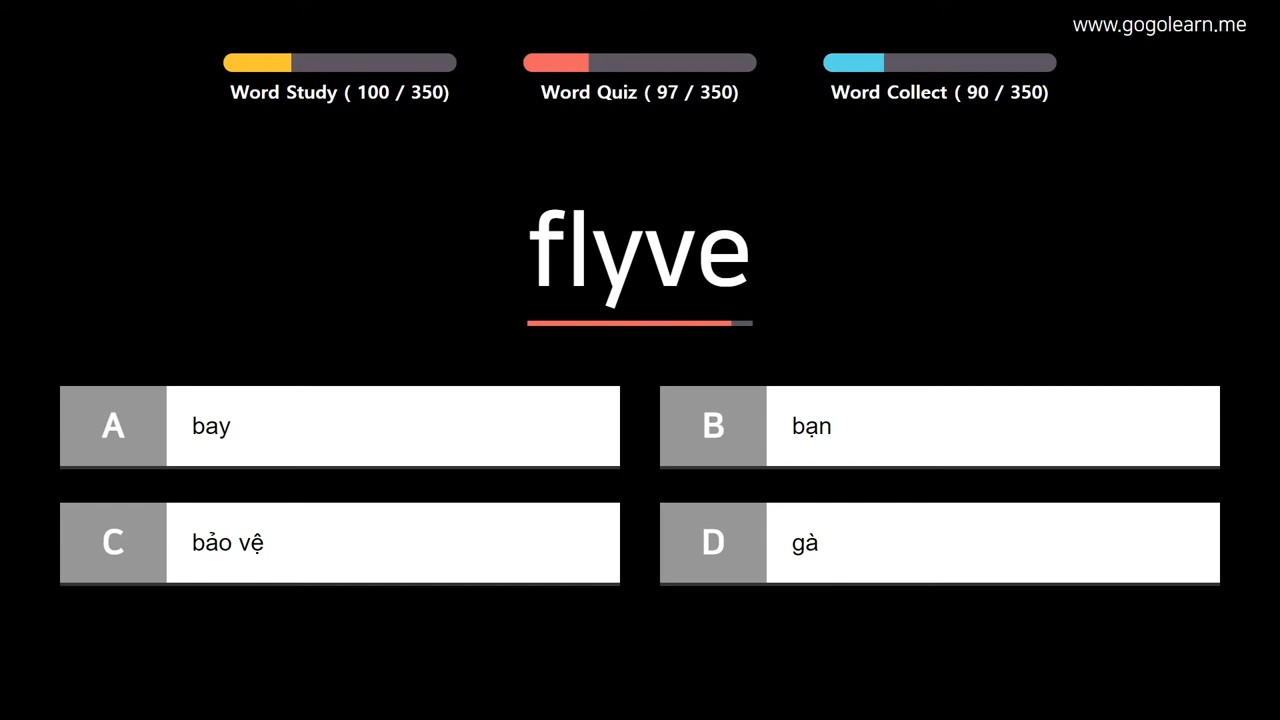 www.gogolearn.me
Word Study ( 100 / 350)
Word Quiz ( 97 / 350)
Word Collect ( 90 / 350)
flyve
A bay
B bạn
C bảo vệ
D gà